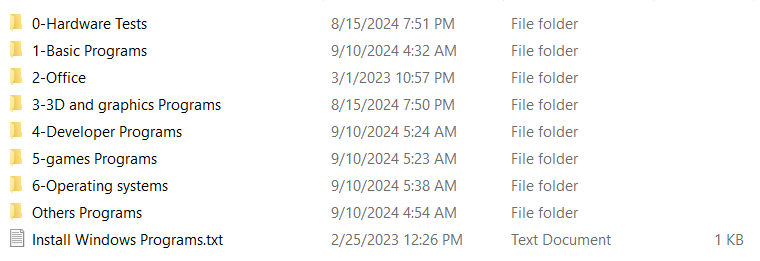 0-Hardware Tests 8/15/2024 7:51 PM File folder
1-Basic Programs 9/10/2024 4:32 AM File folder
2-Office 3/1/2023 10:57 PM File folder
3-3D and graphics Programs 8/15/2024 7:50 PM File folder
4-Developer Programs 9/10/2024 5:24 AM File folder
5-games Programs 9/10/2024 5:23 AM File folder
6-Operating systems 9/10/2024 5:38 AM File folder
Others Programs 9/10/2024 4:54 AM File folder
Install Windows Programs.txt 2/25/2023 12:26 PM Text Document 1 KB